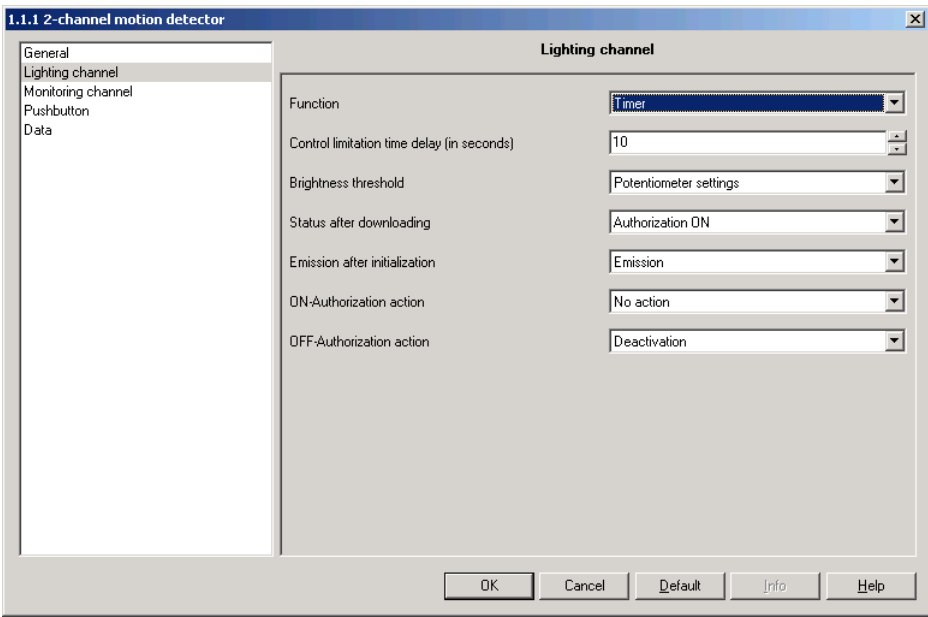 1.1.1 2-channel motion detector
General
Lighting channel
Monitoring channel
Pushbutton
Data
Lighting channel
Function Timer
Control limitation time delay (in seconds) 10
Brightness threshold Potentiometer settings
Status after downloading Authorization ON
Emission after initialization Emission
ON-Authorization action No action
OFF-Authorization action Deactivation
OK Cancel Default Info Help